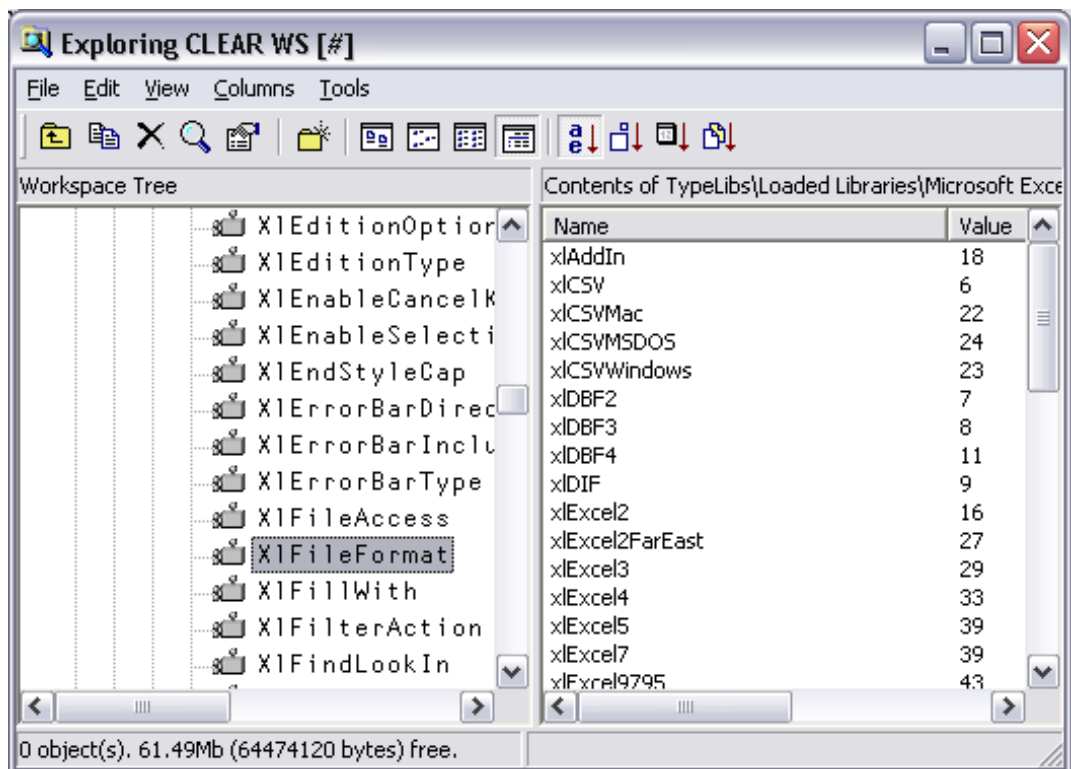 Exploring CLEAR WS [#]
File Edit View Columns Tools
Workspace Tree
XlEditionOption
XlEditionType
XlEnableCancelK
XlEnableSelecti
XlEndStyleCap
XlErrorBarDirec
XlErrorBarInclu
XlErrorBarType
XlFileAccess
XlFileFormat
XlFillWith
XlFilterAction
XlFindLookIn
Contents of TypeLibs\Loaded Libraries\Microsoft Exce
Name Value
xlAddIn 18
xlCSV 6
xlCSVMac 22
xlCSVMSDOS 24
xlCSVWindows 23
xlDBF2 7
xlDBF3 8
xlDBF4 11
xlDIF 9
xlExcel2 16
xlExcel2FarEast 27
xlExcel3 29
xlExcel4 33
xlExcel5 39
xlExcel7 39
xlExcel9795 43
0 object(s). 61.49Mb (64474120 bytes) free.